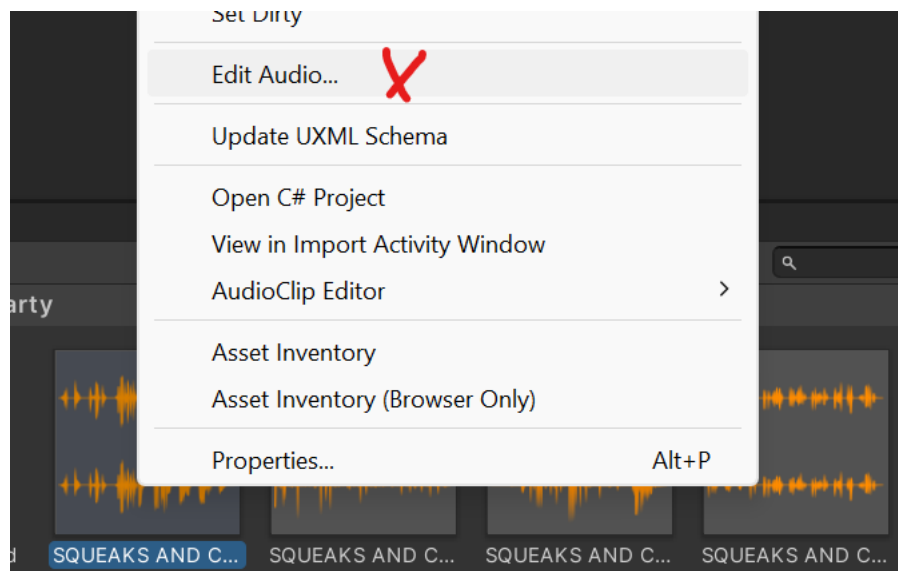 Set Dirty
Edit Audio...
Update UXML Schema
Open C# Project
View in Import Activity Window
AudioClip Editor
arty
Asset Inventory
Asset Inventory (Browser Only)
Properties... Alt+P
d SQUEAKS AND C... SQUEAKS AND C... SQUEAKS AND C... SQUEAKS AND C...